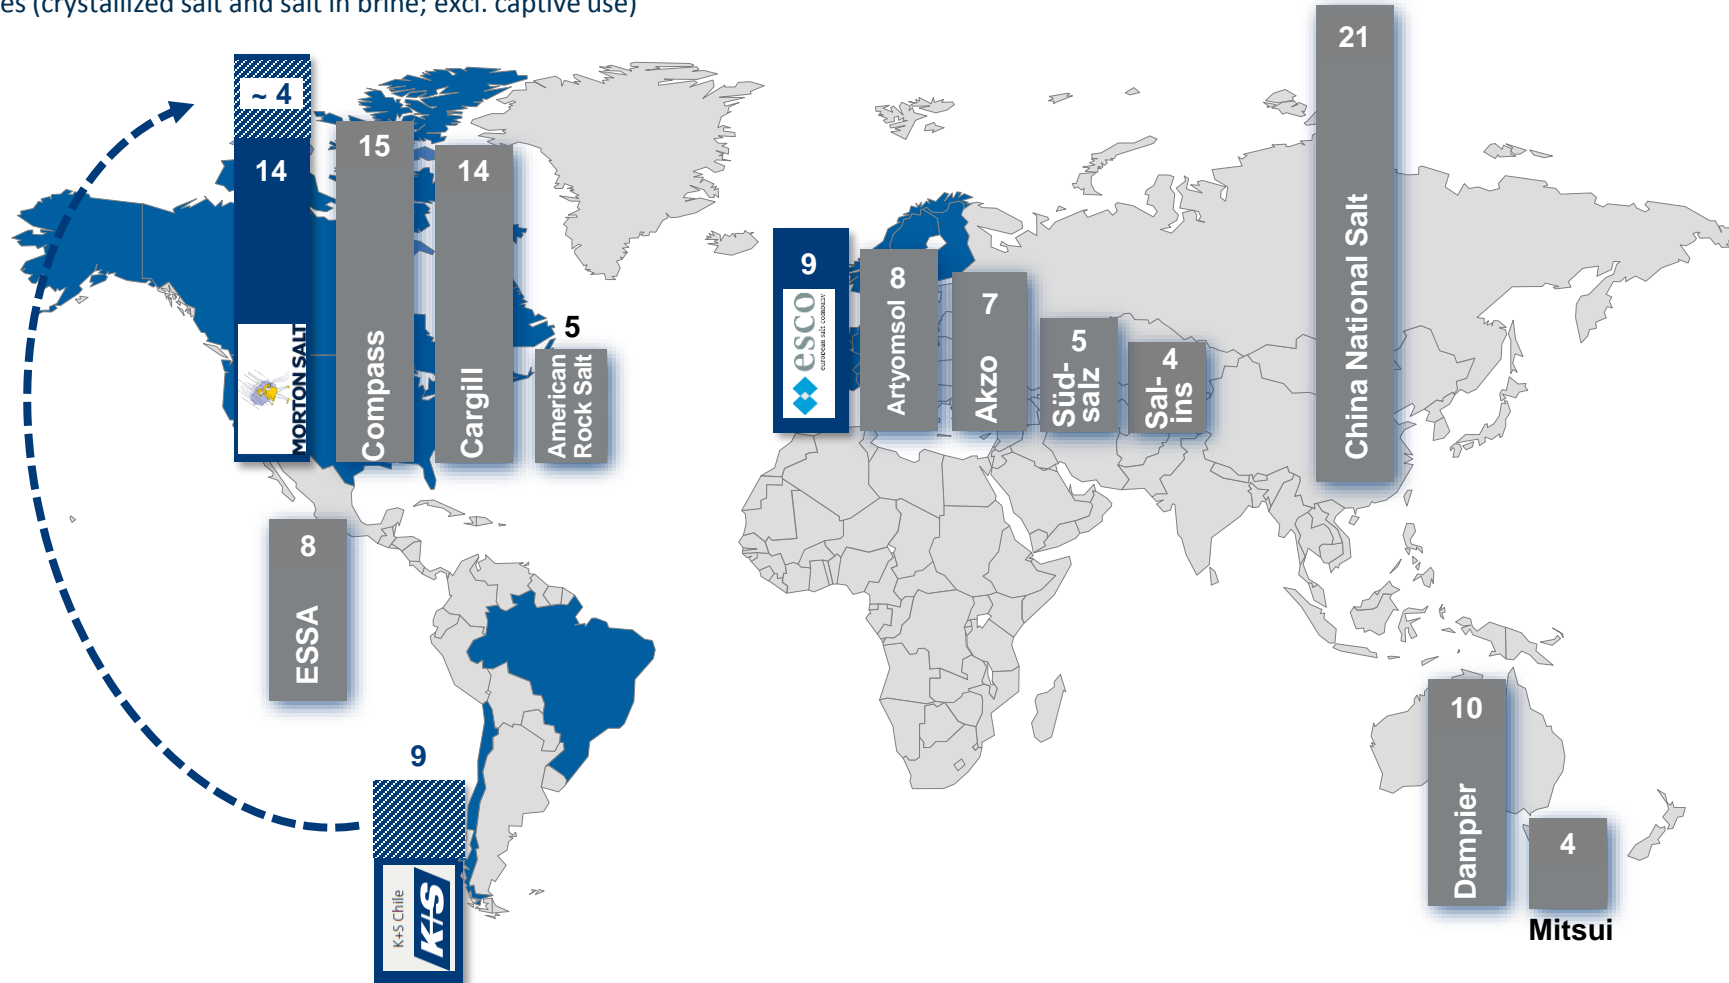 es (crystallized salt and salt in brine; excl. captive use)
~ 4
14
MORTON SALT
15
Compass
14
Cargill
5
American
Rock Salt
9
esco
european salt company
8
Artyomsol
7
Akzo
5
Süd-
salz
4
Sal-
ins
21
China National Salt
8
ESSA
9
K+S Chile
K+S
10
Dampier
4
Mitsui